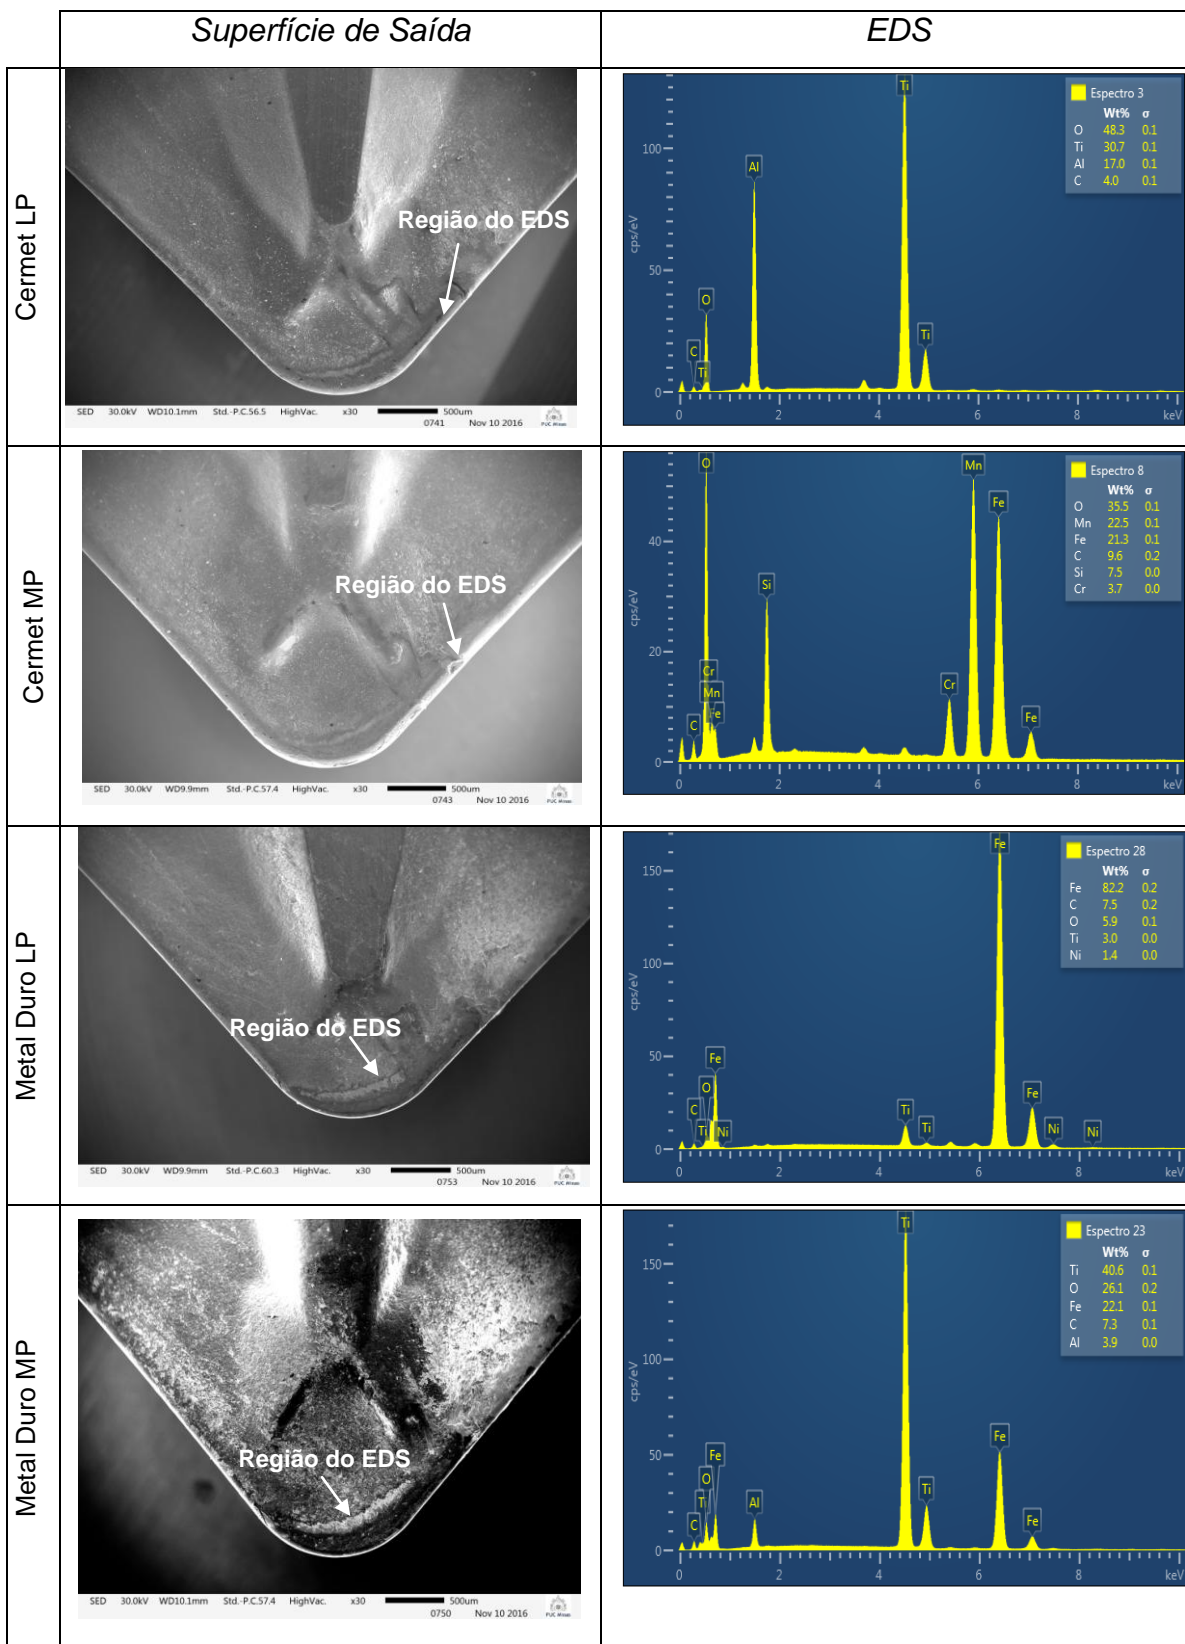 Superfície de Saída
EDS
Cermet LP
Região do EDS
SED 30.0kV WD10.1mm Std.-P.C.56.5 HighVac. x30 500um
0741 Nov 10 2016
PUC Minas
Espectro 3
Wt% σ
O 48.3 0.1
Ti 30.7 0.1
Al 17.0 0.1
C 4.0 0.1
cps/eV
100
50
0
Ti
Al
O
Ti
C
Ti
0 2 4 6 8 keV
Cermet MP
Região do EDS
SED 30.0kV WD9.9mm Std.-P.C.57.4 HighVac. x30 500um
0743 Nov 10 2016
PUC Minas
Espectro 8
Wt% σ
O 35.5 0.1
Mn 22.5 0.1
Fe 21.3 0.1
C 9.6 0.2
Si 7.5 0.0
Cr 3.7 0.0
cps/eV
40
20
0
O
Mn
Fe
Si
Cr
Cr
Mn
Fe
C
Fe
0 2 4 6 8 keV
Metal Duro LP
Região do EDS
SED 30.0kV WD9.9mm Std.-P.C.60.3 HighVac. x30 500um
0753 Nov 10 2016
PUC Minas
Espectro 28
Wt% σ
Fe 82.2 0.2
C 7.5 0.2
O 5.9 0.1
Ti 3.0 0.0
Ni 1.4 0.0
cps/eV
150
100
50
0
Fe
Fe
O
C
Ti
Ni
Ti
Ti
Fe
Ni
Ni
0 2 4 6 8 keV
Metal Duro MP
Região do EDS
SED 30.0kV WD10.1mm Std.-P.C.57.4 HighVac. x30 500um
0750 Nov 10 2016
PUC Minas
Espectro 23
Wt% σ
Ti 40.6 0.1
O 26.1 0.2
Fe 22.1 0.1
C 7.3 0.1
Al 3.9 0.0
cps/eV
150
100
50
0
Ti
Fe
Fe
O
T
Al
Ti
C
Fe
0 2 4 6 8 keV